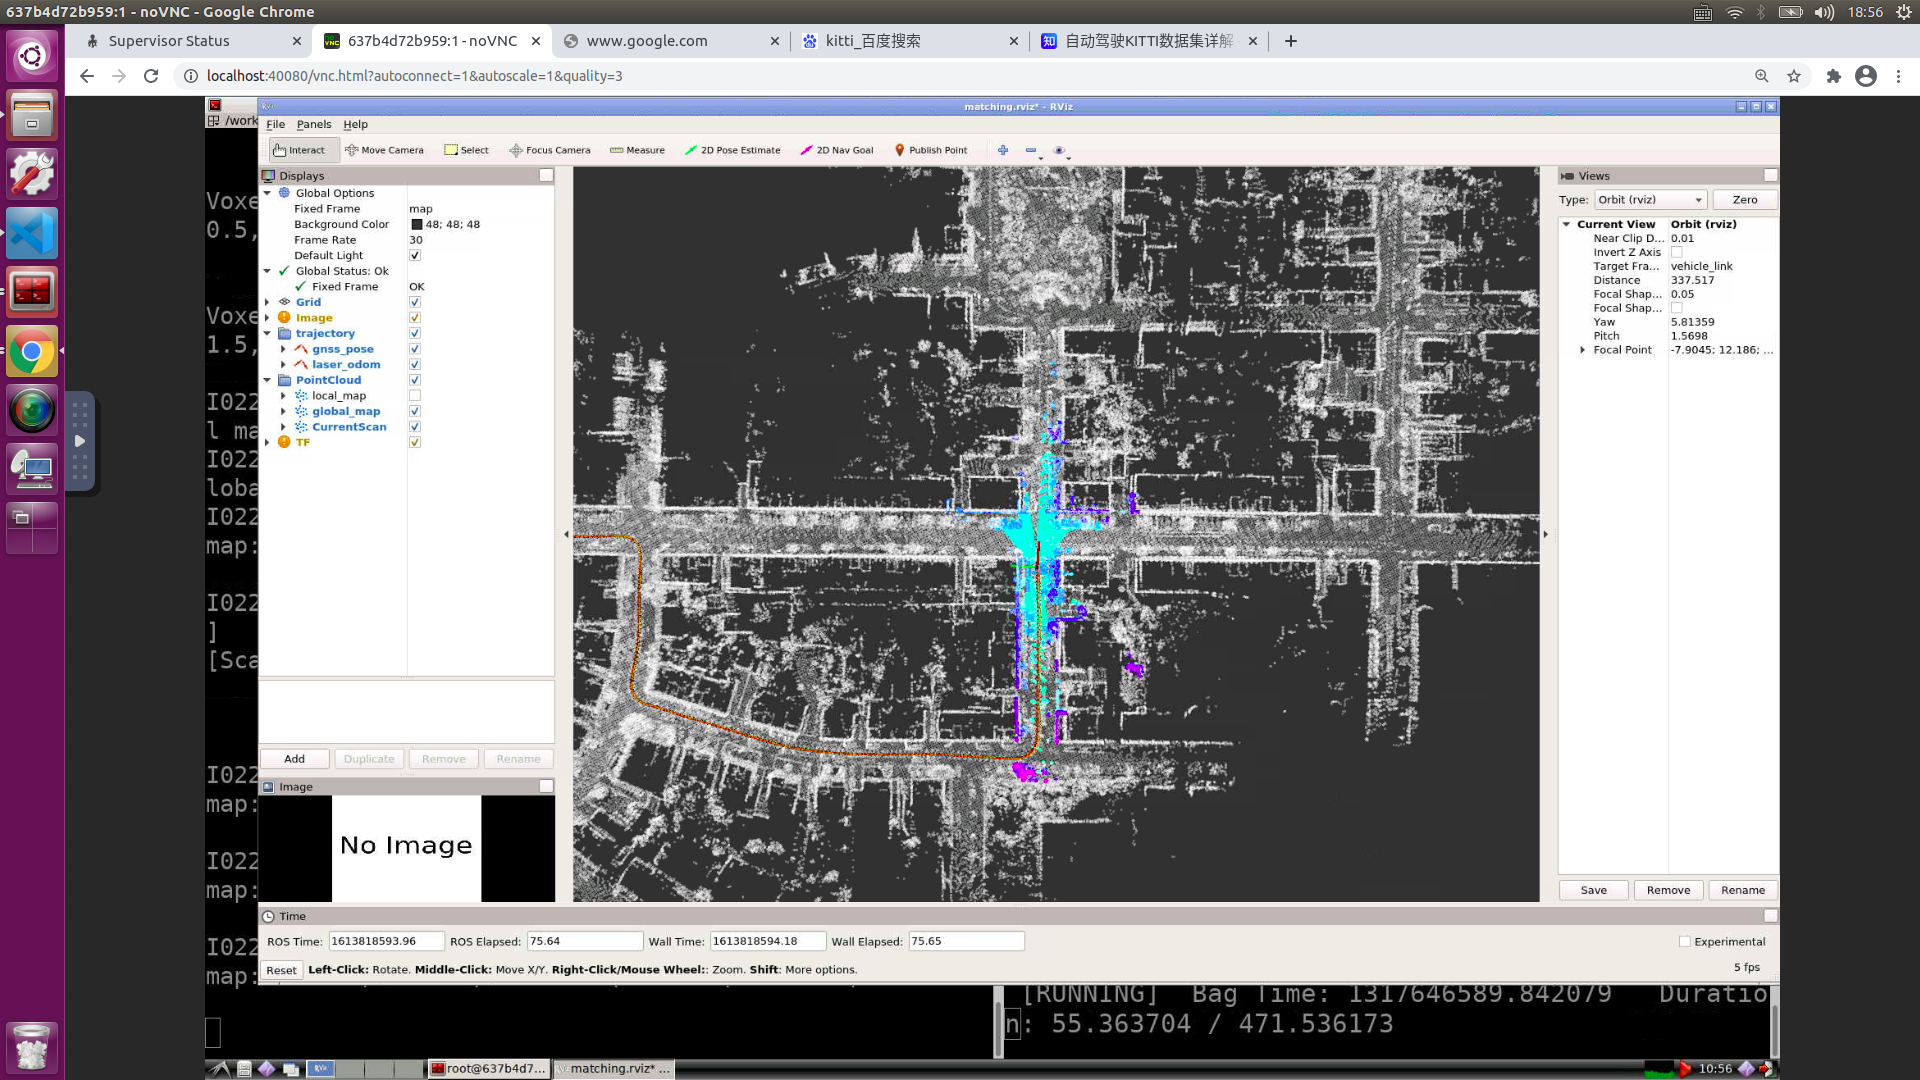 637b4d72b959:1 - noVNC - Google Chrome
18:56
Supervisor Status
637b4d72b959:1 - noVNC
www.google.com
kitti_百度搜索
知
自动驾驶KITTI数据集详解
localhost:40080/vnc.html?autoconnect=1&autoscale=1&quality=3
matching.rviz* - RViz
/work
File Panels Help
Interact Move Camera Select Focus Camera Measure 2D Pose Estimate 2D Nav Goal Publish Point
Displays
Global Options
Fixed Frame map
Background Color 48; 48; 48
Frame Rate 30
Default Light
Global Status: Ok
Fixed Frame OK
Grid
Image
trajectory
gnss_pose
laser_odom
PointCloud
local_map
global_map
CurrentScan
TF
Add Duplicate Remove Rename
Image
No Image
Views
Type: Orbit (rviz) Zero
Current View Orbit (rviz)
Near Clip D... 0.01
Invert Z Axis
Target Fra... vehicle_link
Distance 337.517
Focal Shap... 0.05
Focal Shap...
Yaw 5.81359
Pitch 1.5698
Focal Point -7.9045; 12.186; ...
Save Remove Rename
Voxe
0.5,
Voxe
1.5,
I022
l ma
I022
loba
I022
map:
I022
]
[Sca
I022
map:
I022
map:
I022
map:
Time
ROS Time: 1613818593.96 ROS Elapsed: 75.64 Wall Time: 1613818594.18 Wall Elapsed: 75.65
Experimental
Reset Left-Click: Rotate. Middle-Click: Move X/Y. Right-Click/Mouse Wheel:: Zoom. Shift: More options.
5 fps
[RUNNING] Bag Time: 1317646589.842079 Duratio
n: 55.363704 / 471.536173
root@637b4d7...
matching.rviz* ...
10:56